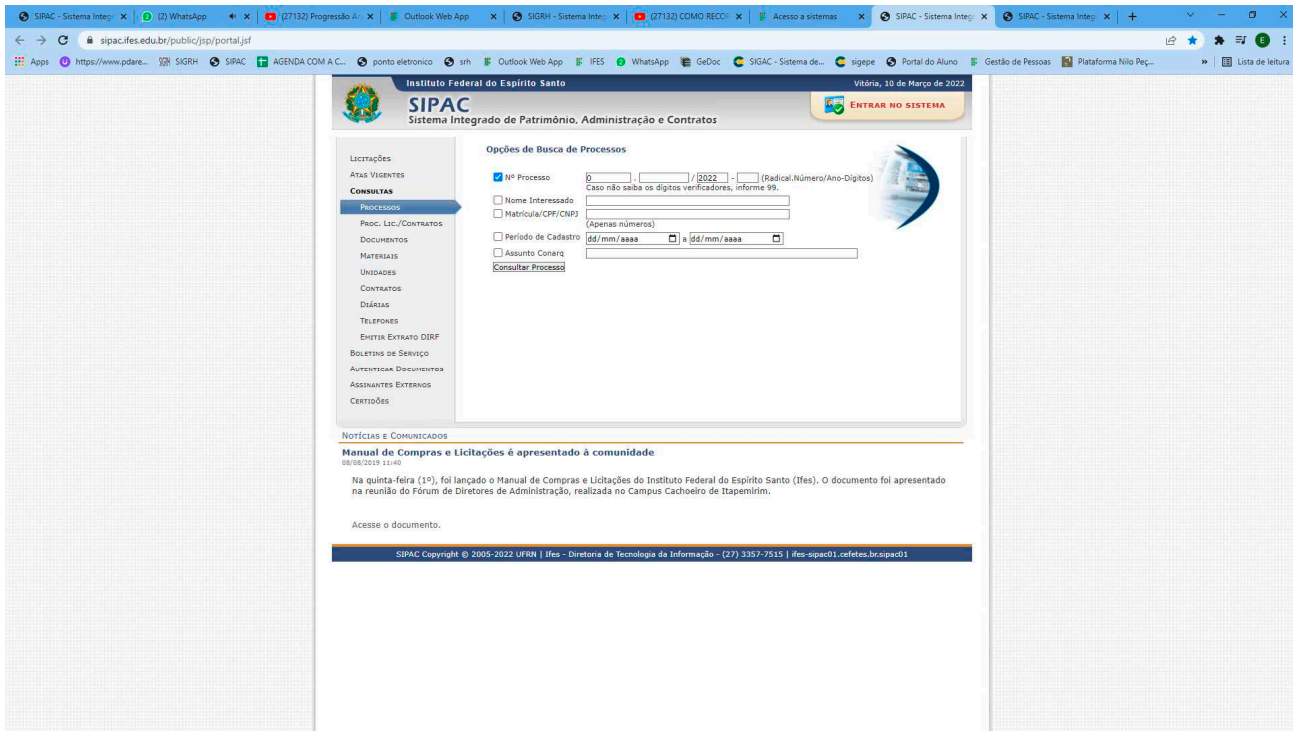 SIPAC - Sistema Integr
(2) WhatsApp
(27132) Progressão Ar
Outlook Web App
SIGRH - Sistema Integ
(27132) COMO RECOF
Acesso a sistemas
SIPAC - Sistema Integ
SIPAC - Sistema Integ
sipac.ifes.edu.br/public/jsp/portal.jsf
E
Apps
https://www.pdare...
SIGRH
SIPAC
AGENDA COM A C...
ponto eletronico
srh
Outlook Web App
IFES
WhatsApp
GeDoc
SIGAC - Sistema de...
sigepe
Portal do Aluno
Gestão de Pessoas
Plataforma Nilo Peç...
»
Lista de leitura
Instituto Federal do Espírito Santo
Vitória, 10 de Março de 2022
SIPAC
Sistema Integrado de Patrimônio, Administração e Contratos
ENTRAR NO SISTEMA
LICITAÇÕES
ATAS VIGENTES
CONSULTAS
PROCESSOS
PROC. LIC./CONTRATOS
DOCUMENTOS
MATERIAIS
UNIDADES
CONTRATOS
DIÁRIAS
TELEFONES
EMITIR EXTRATO DIRF
BOLETINS DE SERVIÇO
AUTENTICAR DOCUMENTOS
ASSINANTES EXTERNOS
CERTIDÕES
Opções de Busca de Processos
Nº Processo 0 . / 2022 - (Radical.Número/Ano-Dígitos)
Caso não saiba os dígitos verificadores, informe 99.
Nome Interessado
Matrícula/CPF/CNPJ
(Apenas números)
Período de Cadastro dd/mm/aaaa a dd/mm/aaaa
Assunto Conarq
Consultar Processo
NOTÍCIAS E COMUNICADOS
Manual de Compras e Licitações é apresentado à comunidade
08/08/2019 11:40
Na quinta-feira (1º), foi lançado o Manual de Compras e Licitações do Instituto Federal do Espírito Santo (Ifes). O documento foi apresentado
na reunião do Fórum de Diretores de Administração, realizada no Campus Cachoeiro de Itapemirim.
Acesse o documento.
SIPAC Copyright © 2005-2022 UFRN | Ifes - Diretoria de Tecnologia da Informação - (27) 3357-7515 | ifes-sipac01.cefetes.br.sipac01